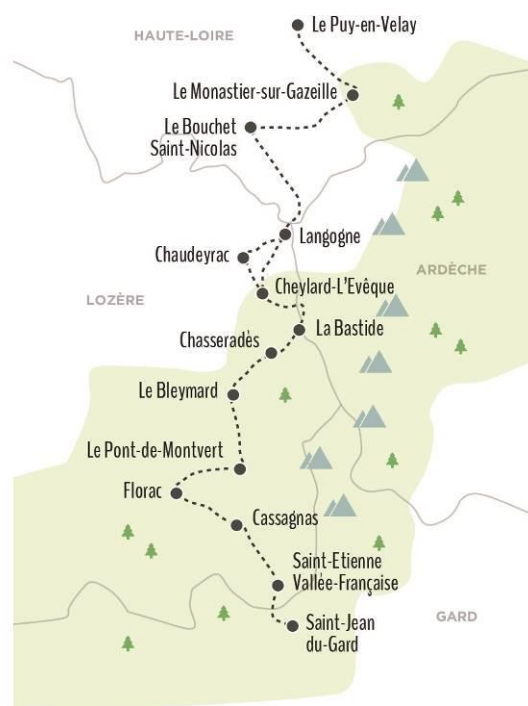 Le Puy-en-Velay
HAUTE-LOIRE
Le Monastier-sur-Gazeille
Le Bouchet
Saint-Nicolas
Langogne
Chaudeyrac
ARDÈCHE
Cheylard-L'Evêque
LOZÈRE
La Bastide
Chasseradès
Le Bleymard
Le Pont-de-Montvert
Florac
Cassagnas
Saint-Etienne
Vallée-Française
GARD
Saint-Jean
du-Gard